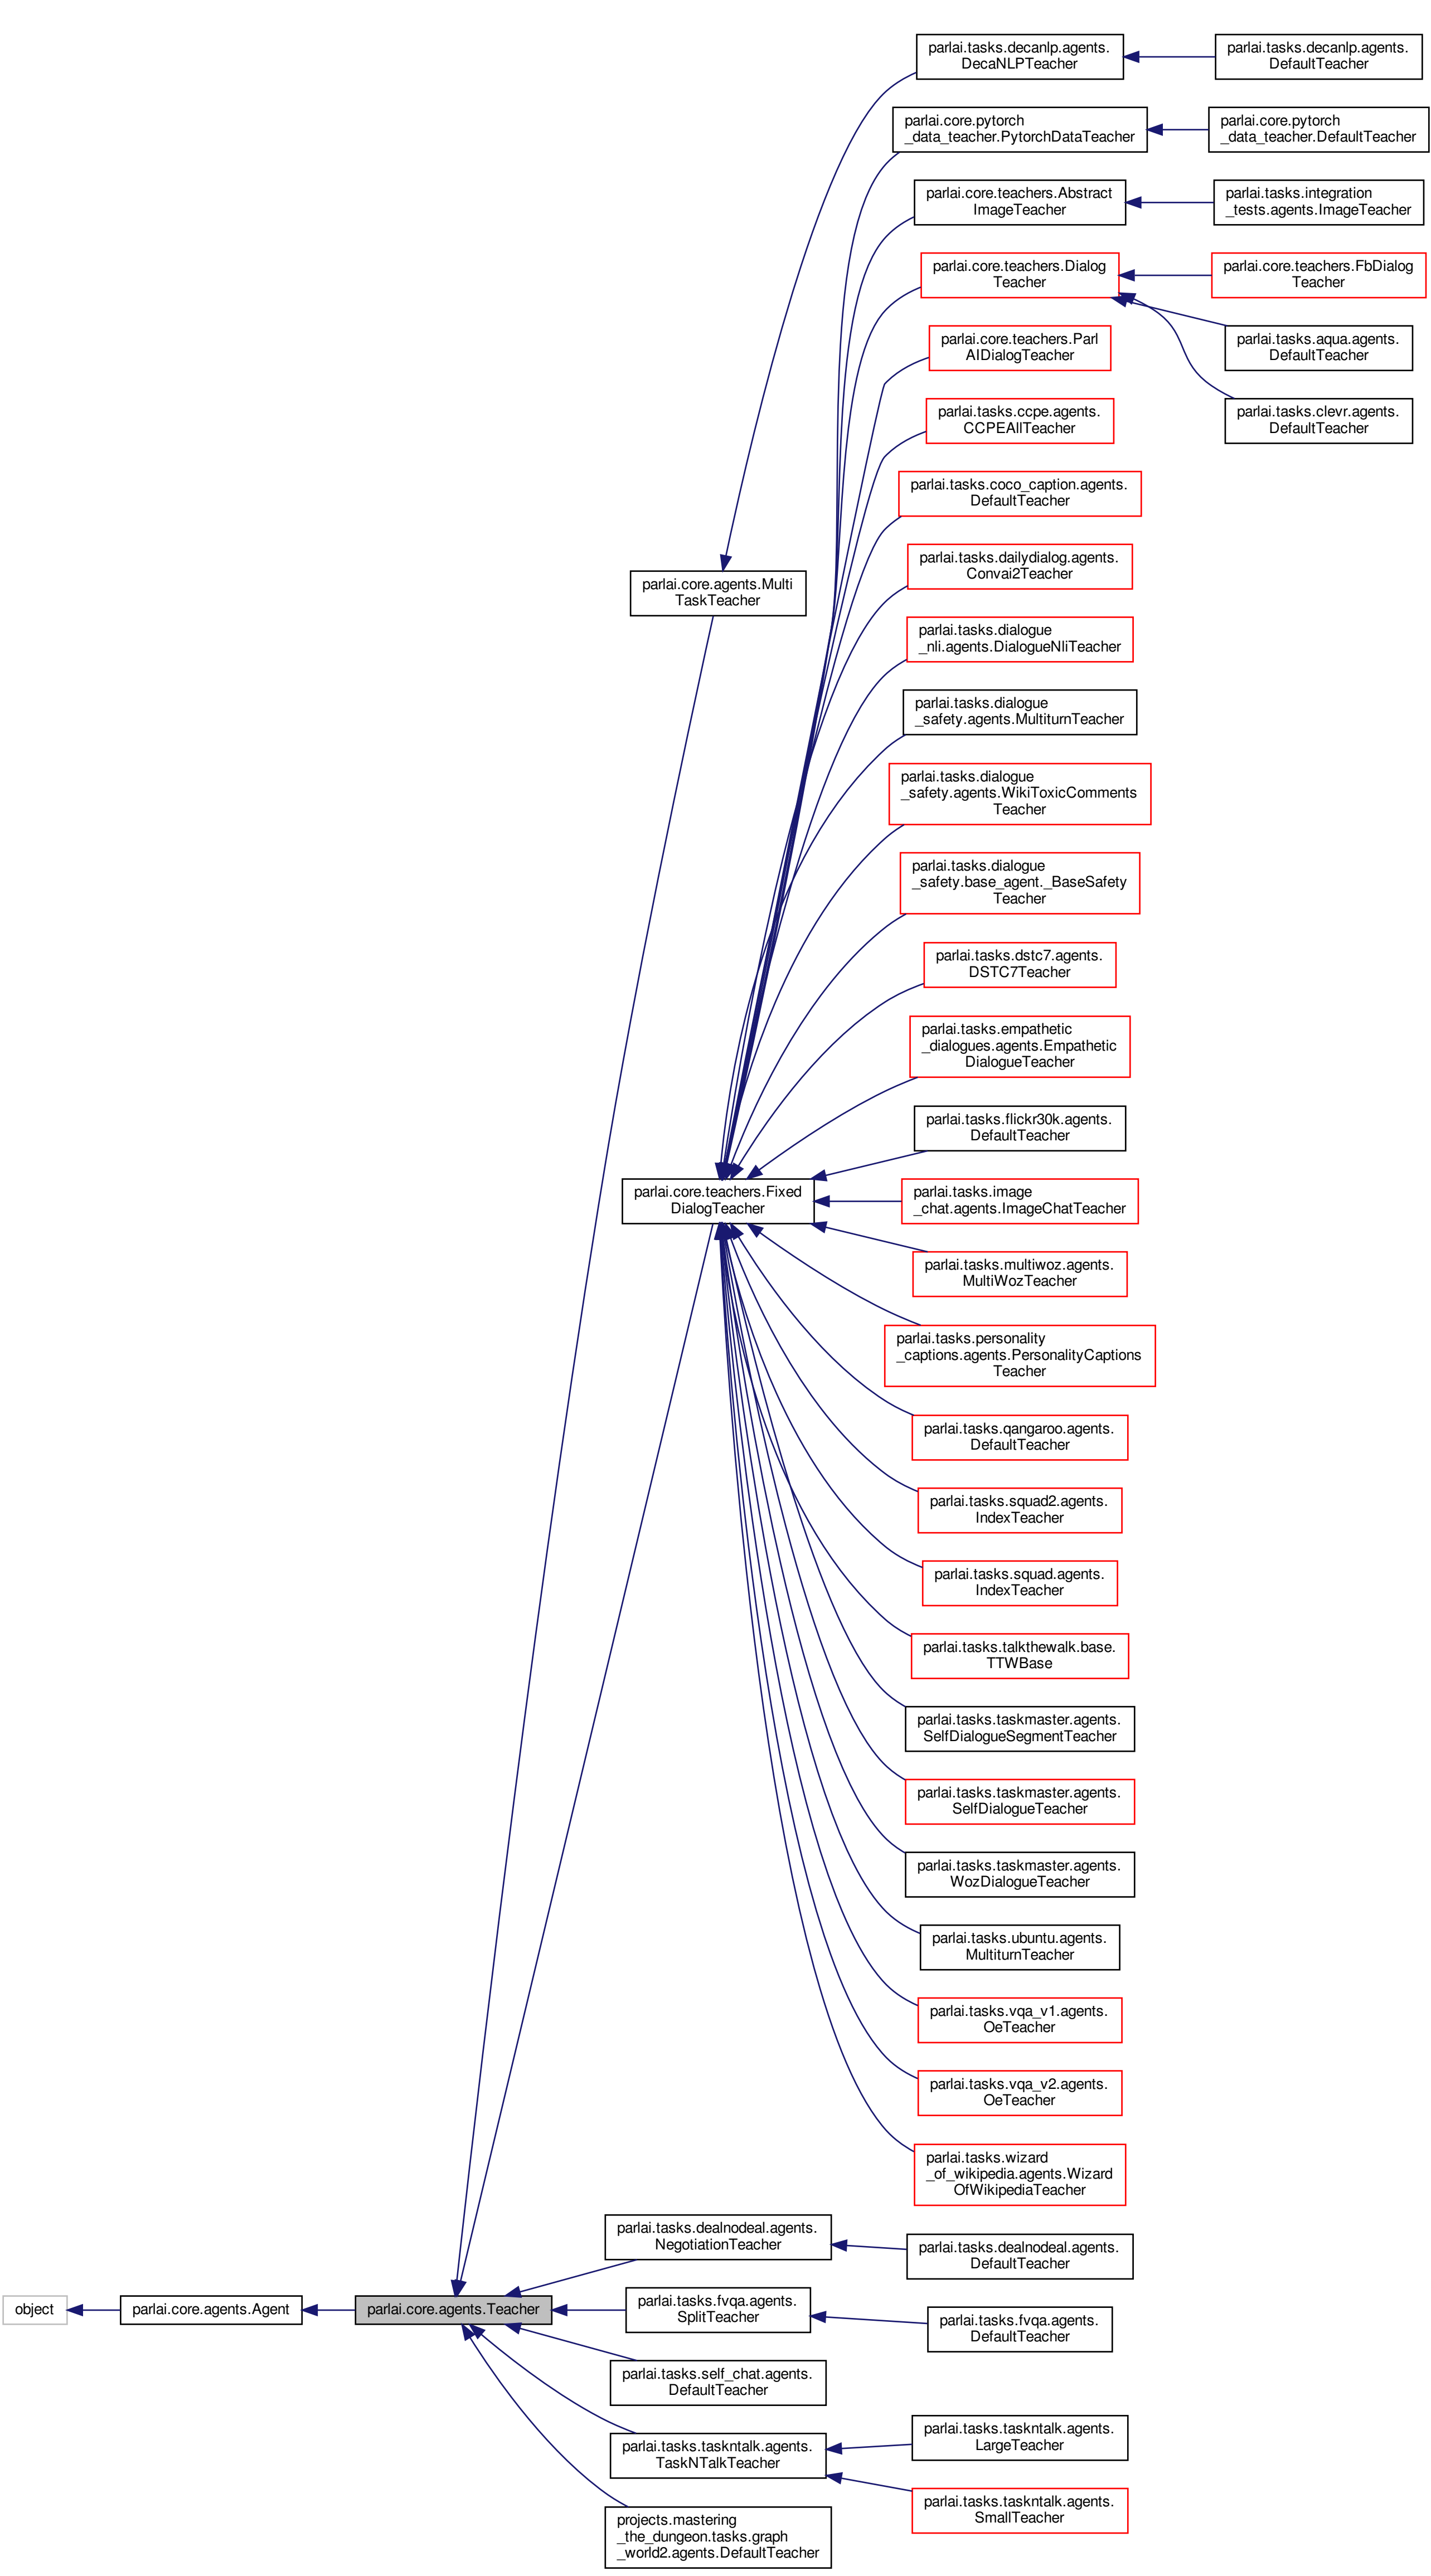 parlai.tasks.decanlp.agents.
DecaNLPTeacher
parlai.tasks.decanlp.agents.
DefaultTeacher
parlai.core.pytorch
_data_teacher.PytorchDataTeacher
parlai.core.pytorch
_data_teacher.DefaultTeacher
parlai.core.teachers.Abstract
ImageTeacher
parlai.tasks.integration
_tests.agents.ImageTeacher
parlai.core.teachers.Dialog
Teacher
parlai.core.teachers.FbDialog
Teacher
parlai.core.teachers.Parl
AIDialogTeacher
parlai.tasks.aqua.agents.
DefaultTeacher
parlai.tasks.ccpe.agents.
CCPEAllTeacher
parlai.tasks.clevr.agents.
DefaultTeacher
parlai.tasks.coco_caption.agents.
DefaultTeacher
parlai.core.agents.Multi
TaskTeacher
parlai.tasks.dailydialog.agents.
Convai2Teacher
parlai.tasks.dialogue
_nli.agents.DialogueNliTeacher
parlai.tasks.dialogue
_safety.agents.MultiturnTeacher
parlai.tasks.dialogue
_safety.agents.WikiToxicComments
Teacher
parlai.tasks.dialogue
_safety.base_agent._BaseSafety
Teacher
parlai.tasks.dstc7.agents.
DSTC7Teacher
parlai.tasks.empathetic
_dialogues.agents.Empathetic
DialogueTeacher
parlai.tasks.flickr30k.agents.
DefaultTeacher
parlai.core.teachers.Fixed
DialogTeacher
parlai.tasks.image
_chat.agents.ImageChatTeacher
parlai.tasks.multiwoz.agents.
MultiWozTeacher
parlai.tasks.personality
_captions.agents.PersonalityCaptions
Teacher
parlai.tasks.qangaroo.agents.
DefaultTeacher
parlai.tasks.squad2.agents.
IndexTeacher
parlai.tasks.squad.agents.
IndexTeacher
parlai.tasks.talkthewalk.base.
TTWBase
parlai.tasks.taskmaster.agents.
SelfDialogueSegmentTeacher
parlai.tasks.taskmaster.agents.
SelfDialogueTeacher
parlai.tasks.taskmaster.agents.
WozDialogueTeacher
parlai.tasks.ubuntu.agents.
MultiturnTeacher
parlai.tasks.vqa_v1.agents.
OeTeacher
parlai.tasks.vqa_v2.agents.
OeTeacher
parlai.tasks.wizard
_of_wikipedia.agents.Wizard
OfWikipediaTeacher
parlai.tasks.dealnodeal.agents.
NegotiationTeacher
parlai.tasks.dealnodeal.agents.
DefaultTeacher
object
parlai.core.agents.Agent
parlai.core.agents.Teacher
parlai.tasks.fvqa.agents.
SplitTeacher
parlai.tasks.fvqa.agents.
DefaultTeacher
parlai.tasks.self_chat.agents.
DefaultTeacher
parlai.tasks.taskntalk.agents.
TaskNTalkTeacher
parlai.tasks.taskntalk.agents.
LargeTeacher
parlai.tasks.taskntalk.agents.
SmallTeacher
projects.mastering
_the_dungeon.tasks.graph
_world2.agents.DefaultTeacher